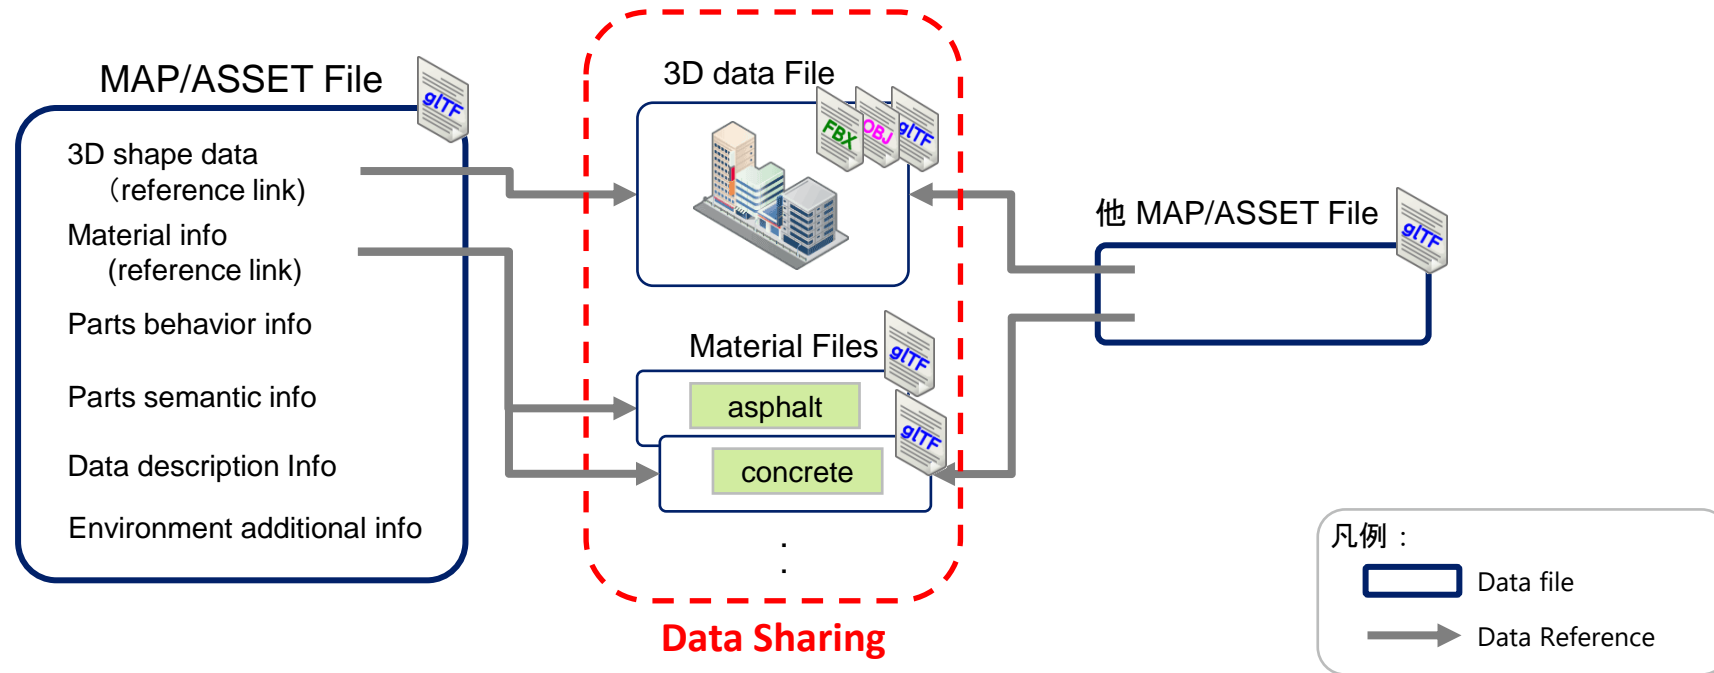 MAP/ASSET File
glTF
3D shape data
（reference link)
Material info
(reference link)
Parts behavior info
Parts semantic info
Data description Info
Environment additional info
3D data File
FBX
OBJ
glTF
Material Files
glTF
asphalt
glTF
concrete
:
Data Sharing
他 MAP/ASSET File
glTF
凡例：
Data file
Data Reference